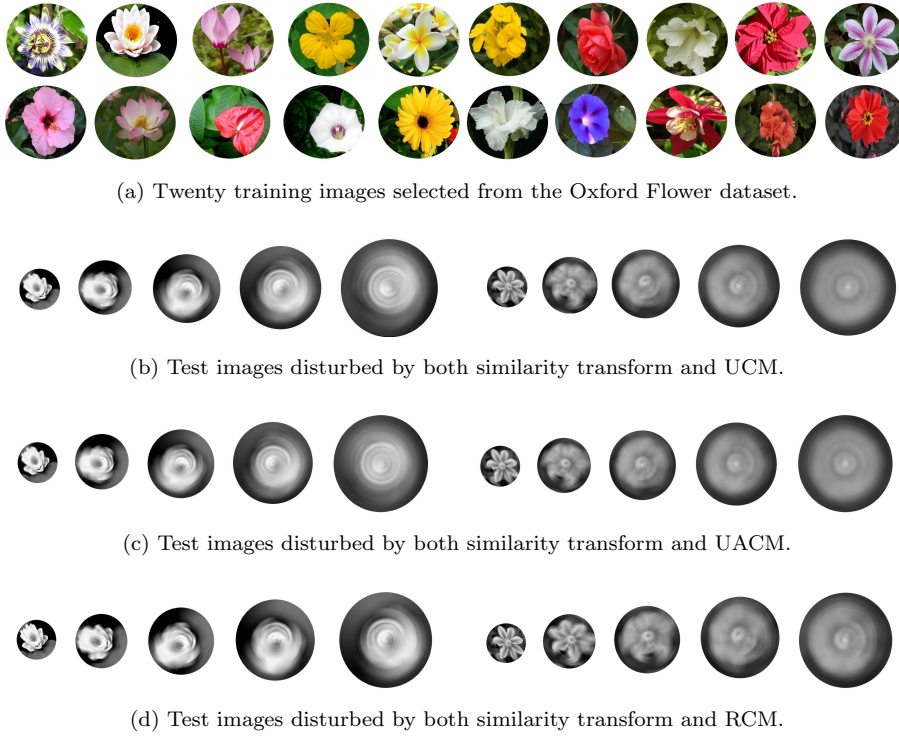 (a) Twenty training images selected from the Oxford Flower dataset.
(b) Test images disturbed by both similarity transform and UCM.
(c) Test images disturbed by both similarity transform and UACM.
(d) Test images disturbed by both similarity transform and RCM.